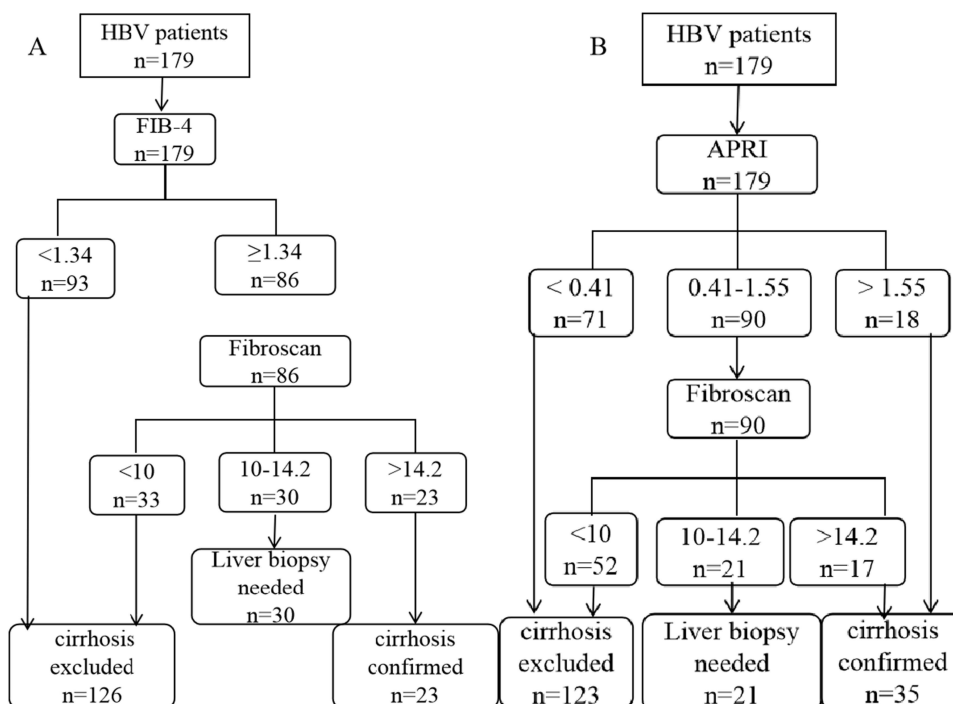 A
HBV patients
n=179
FIB-4
n=179
<1.34
n=93
≥1.34
n=86
Fibroscan
n=86
<10
n=33
10-14.2
n=30
>14.2
n=23
Liver biopsy
needed
n=30
cirrhosis
excluded
n=126
cirrhosis
confirmed
n=23
B
HBV patients
n=179
APRI
n=179
< 0.41
n=71
0.41-1.55
n=90
> 1.55
n=18
Fibroscan
n=90
<10
n=52
10-14.2
n=21
>14.2
n=17
cirrhosis
excluded
n=123
Liver biopsy
needed
n=21
cirrhosis
confirmed
n=35